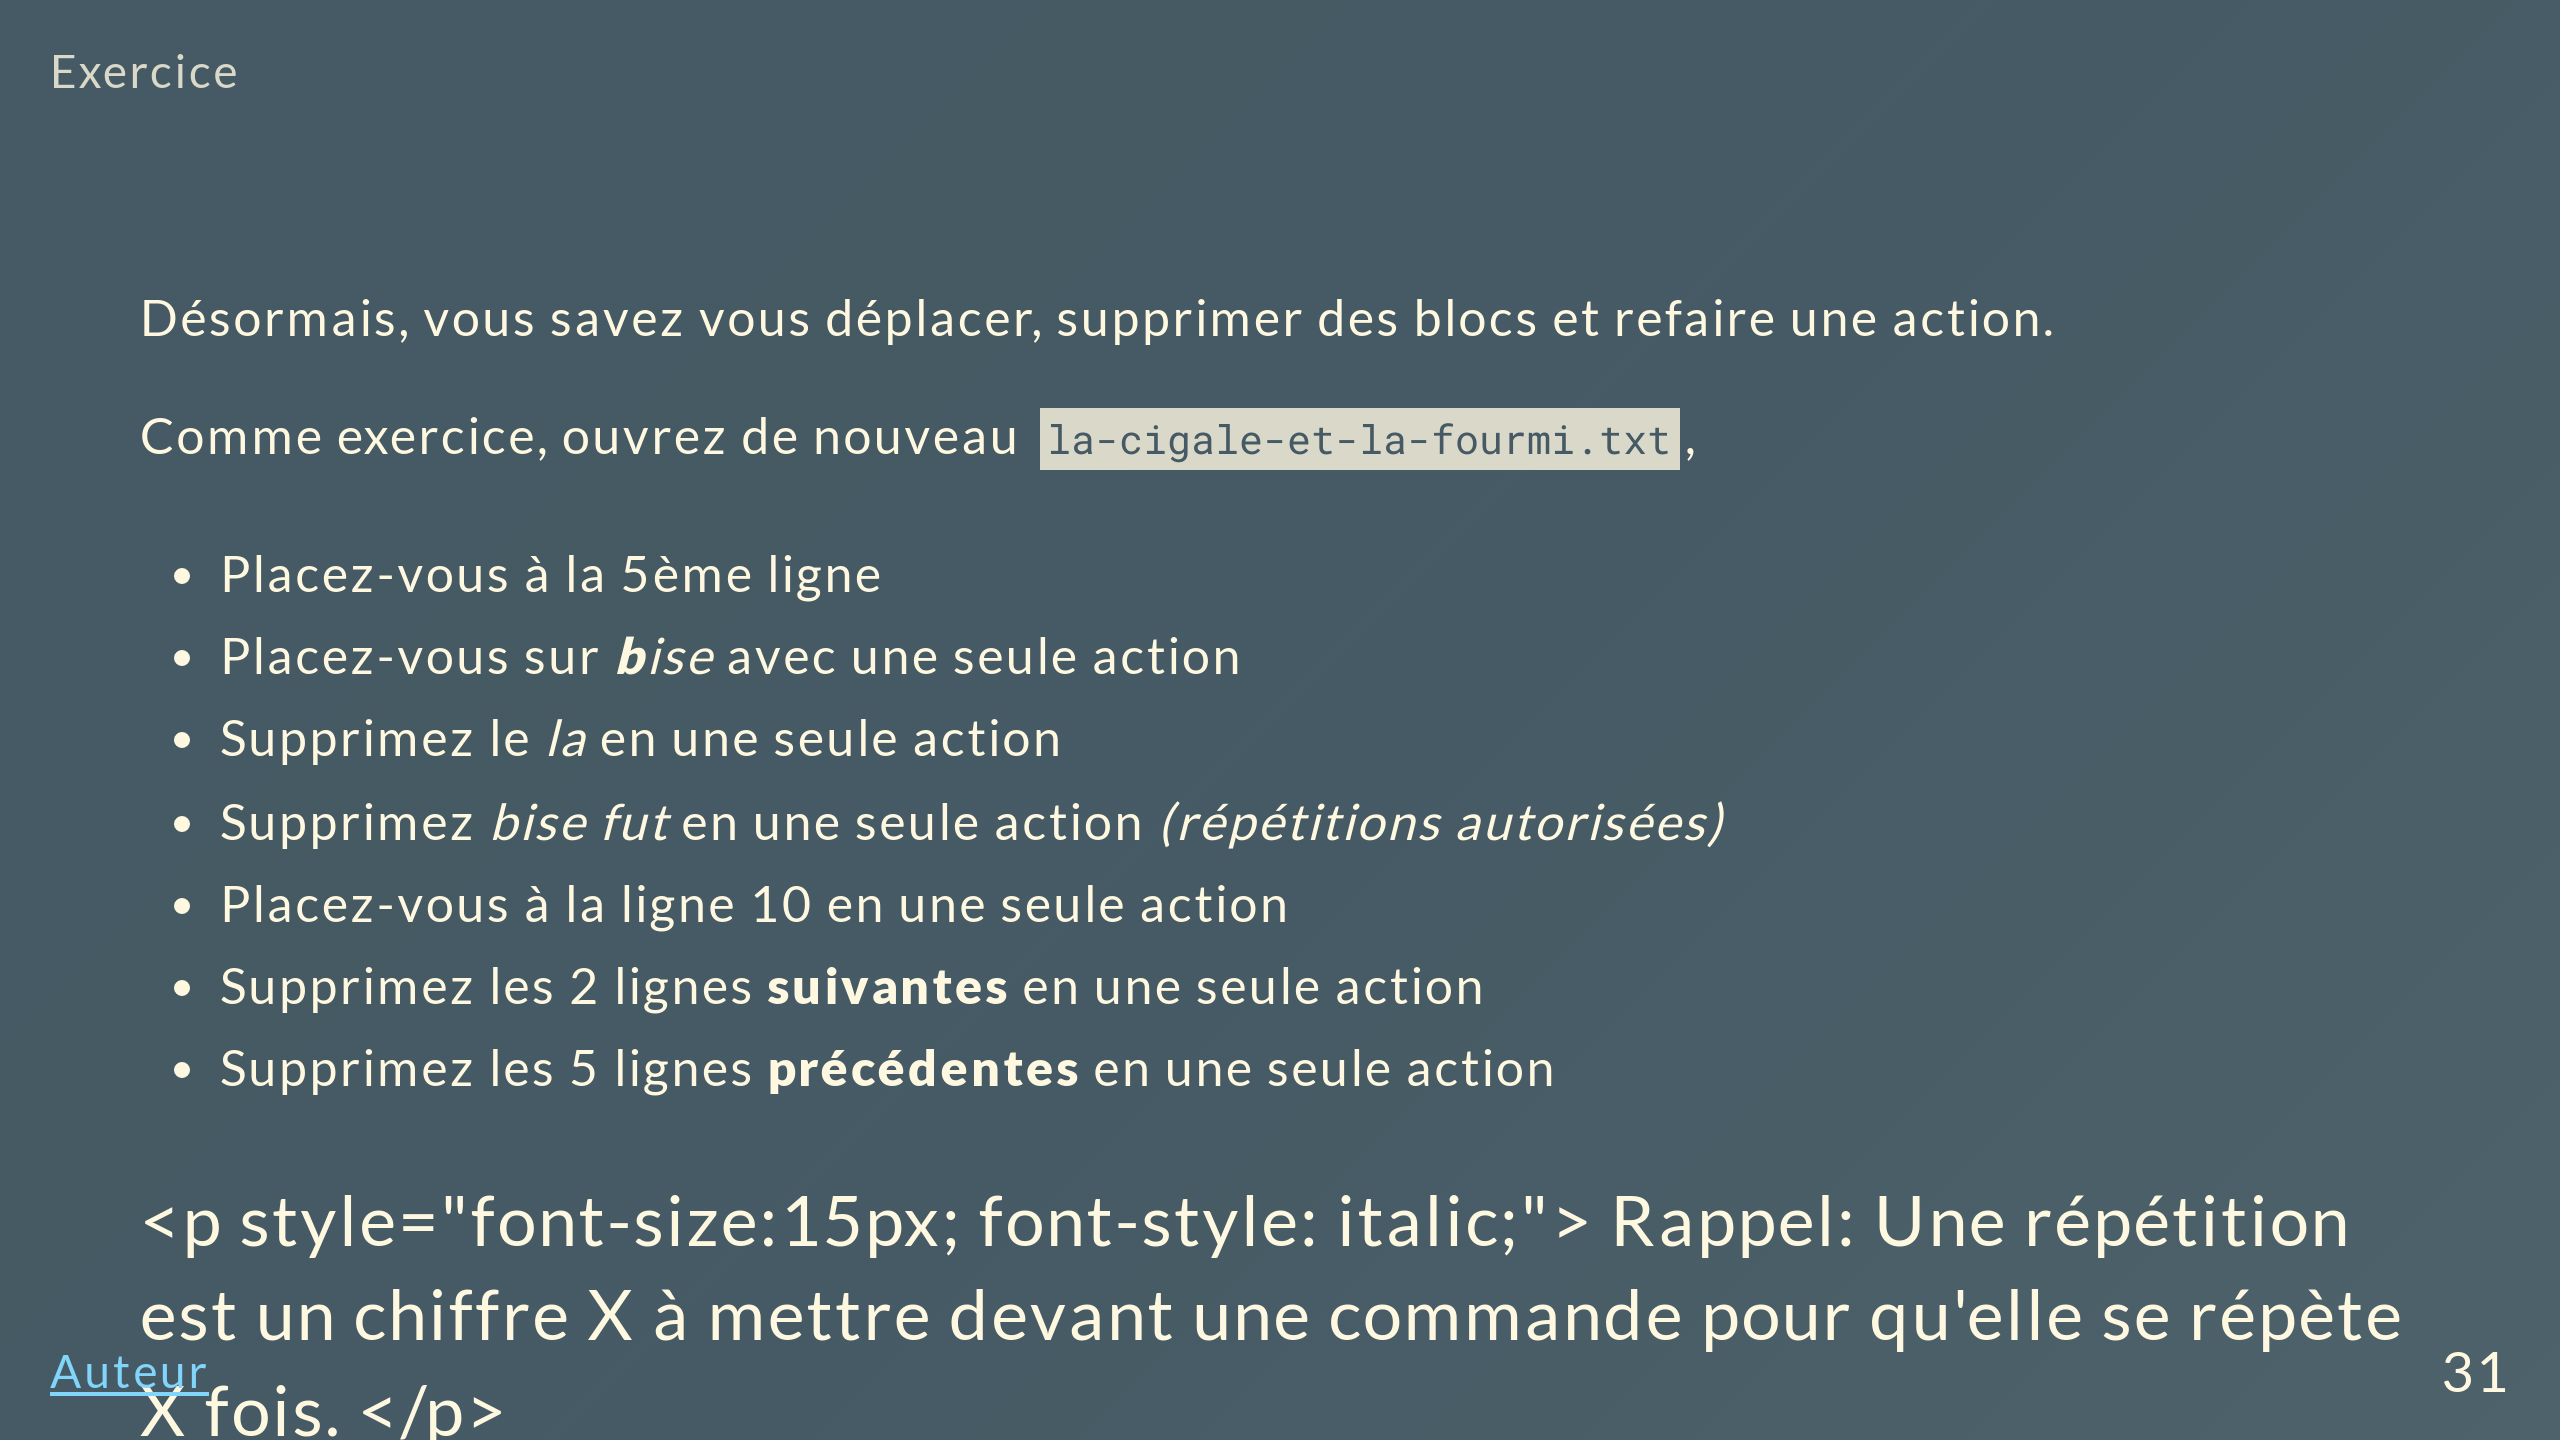 Exercice
Désormais, vous savez vous déplacer, supprimer des blocs et refaire une action.
Comme exercice, ouvrez de nouveau la-cigale-et-la-fourmi.txt,
• Placez-vous à la 5ème ligne
• Placez-vous sur bise avec une seule action
• Supprimez le la en une seule action
• Supprimez bise fut en une seule action (répétitions autorisées)
• Placez-vous à la ligne 10 en une seule action
• Supprimez les 2 lignes suivantes en une seule action
• Supprimez les 5 lignes précédentes en une seule action
<p style="font-size:15px; font-style: italic;"> Rappel: Une répétition
est un chiffre X à mettre devant une commande pour qu'elle se répète
X fois. </p>
Auteur
31